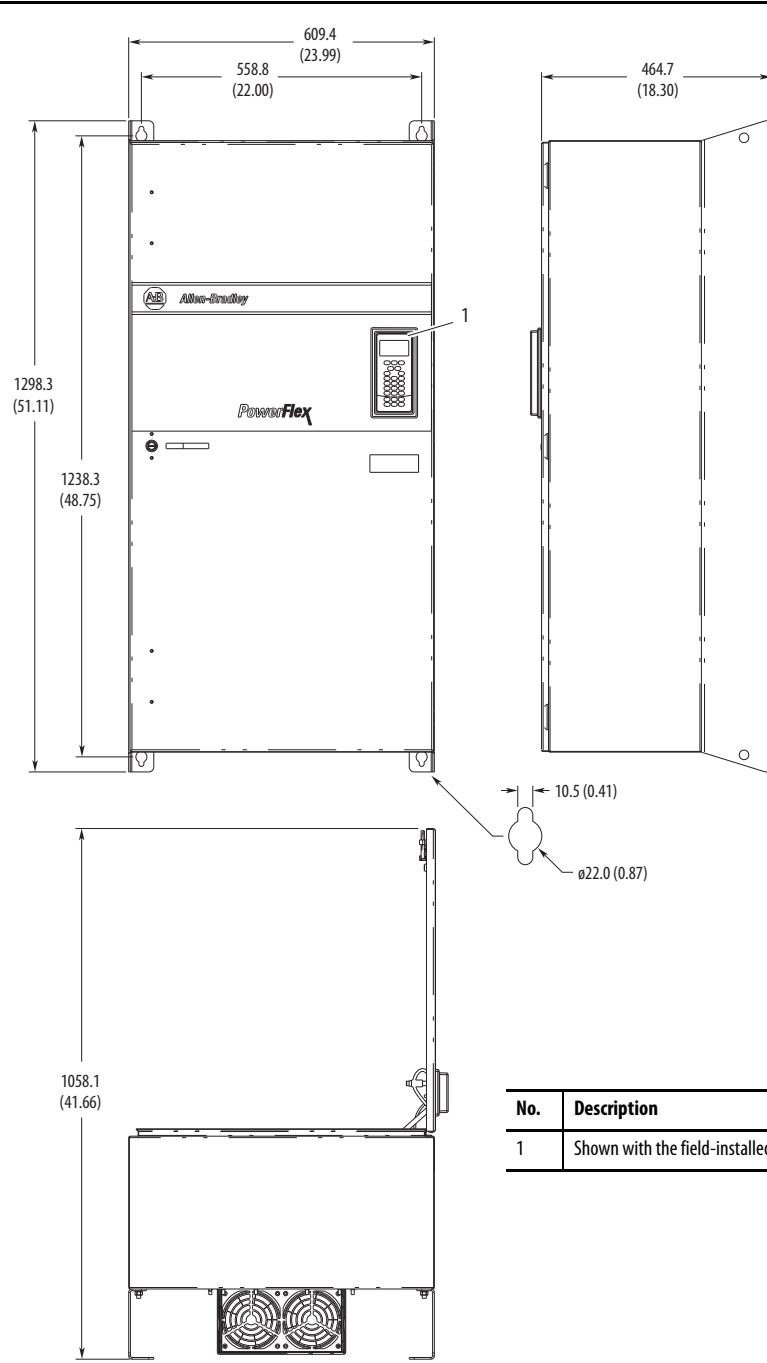 609.4
(23.99)
558.8
(22.00)
464.7
(18.30)
A-B Allen-Bradley
1
1298.3
(51.11)
PowerFlex
1238.3
(48.75)
10.5 (0.41)
ø22.0 (0.87)
1058.1
(41.66)
No. Description
1 Shown with the field-installed